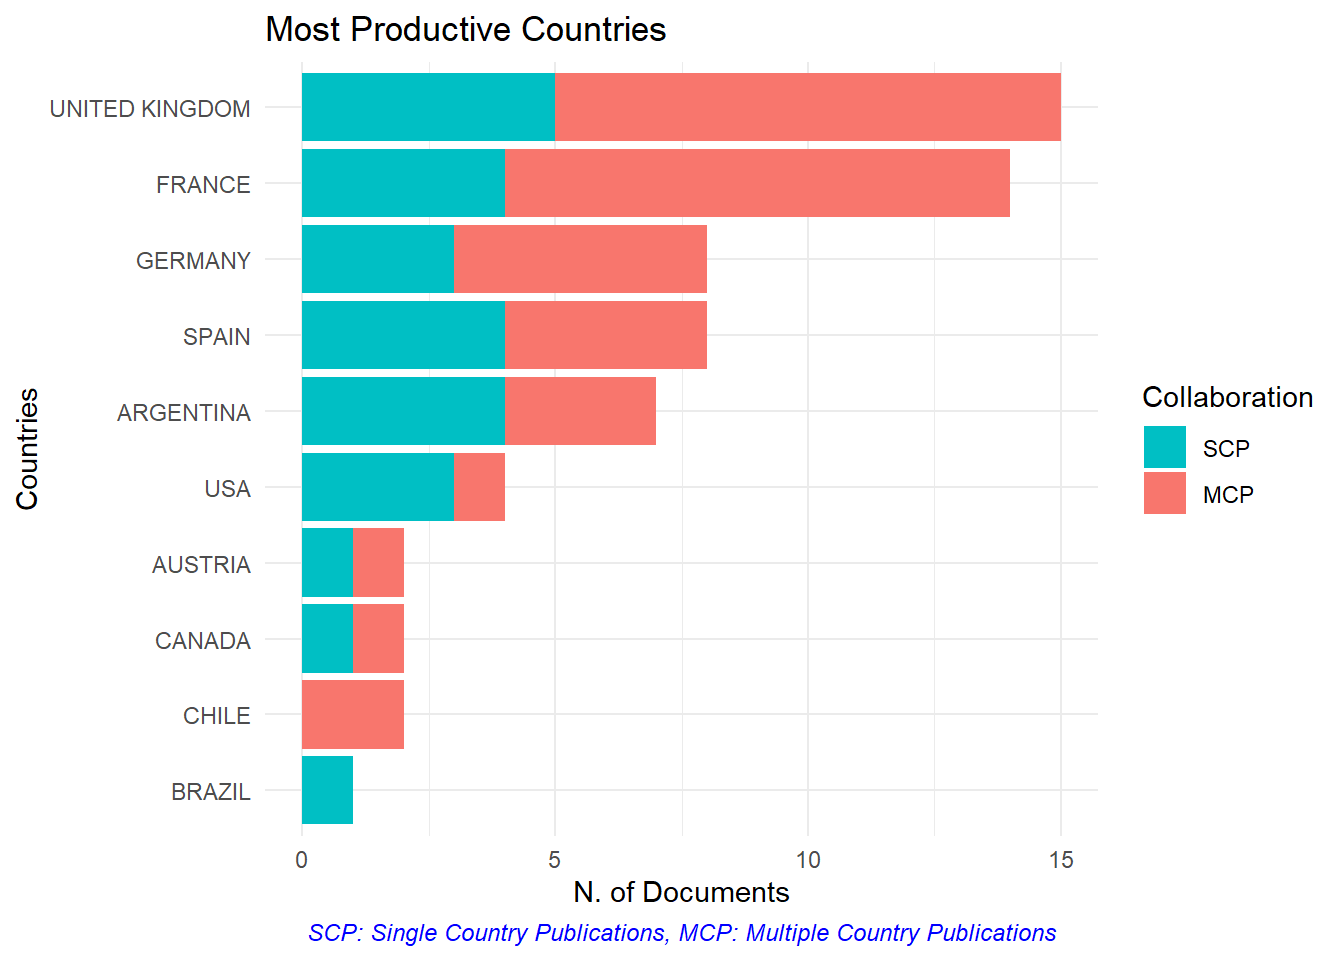 Most Productive Countries
UNITED KINGDOM
FRANCE
GERMANY
SPAIN
ARGENTINA
USA
AUSTRIA
CANADA
CHILE
BRAZIL
Countries
0 5 10 15
N. of Documents
SCP: Single Country Publications, MCP: Multiple Country Publications
Collaboration
SCP
MCP